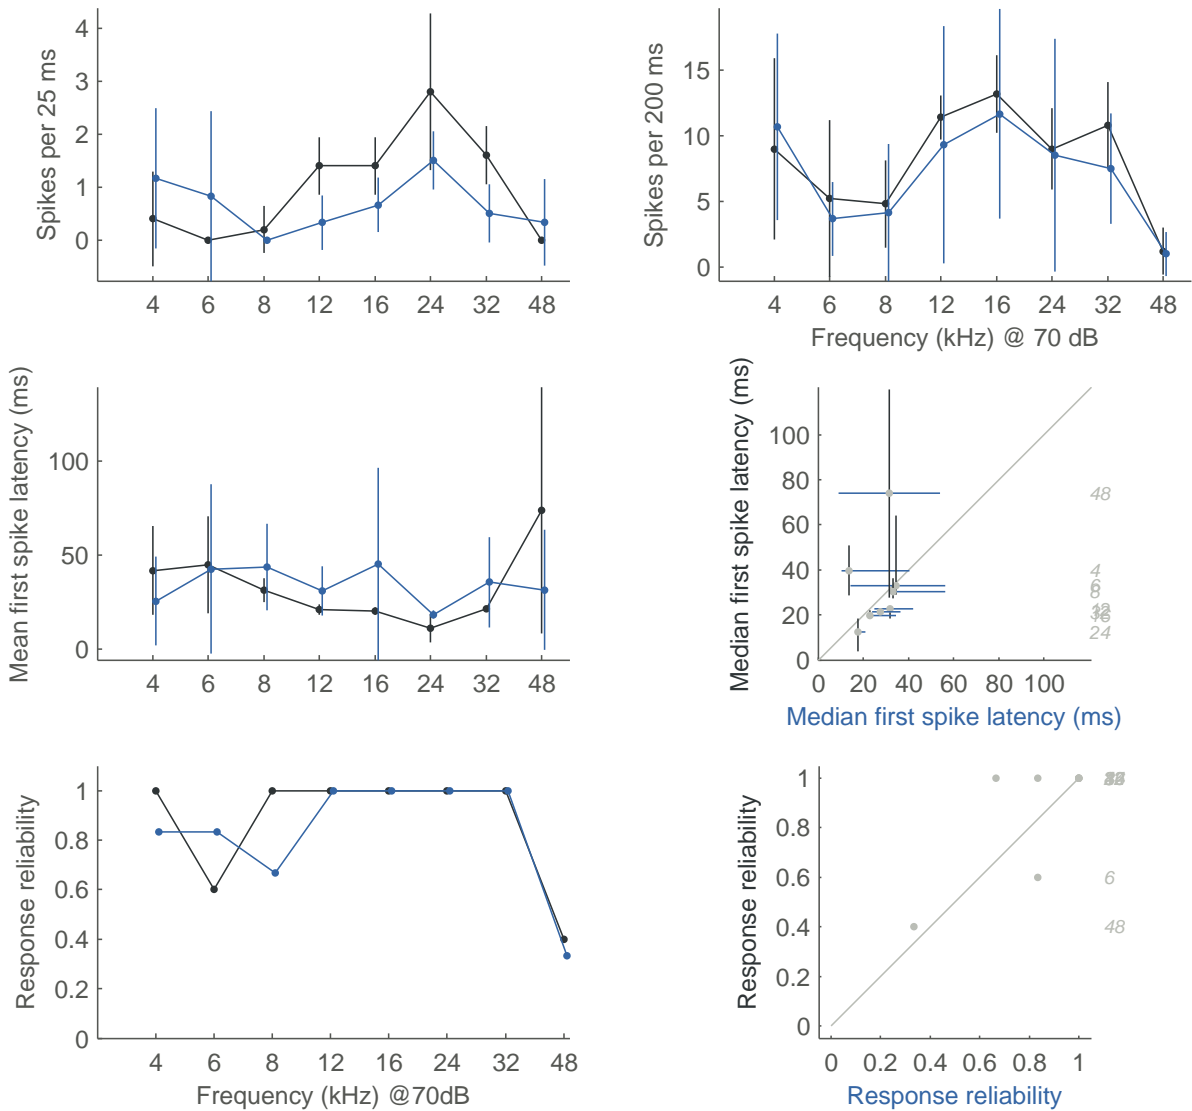 Spikes per 25 ms
4
3
2
1
0
4 6 8 12 16 24 32 48
Spikes per 200 ms
15
10
5
0
4 6 8 12 16 24 32 48
Frequency (kHz) @ 70 dB
Mean first spike latency (ms)
100
50
0
4 6 8 12 16 24 32 48
Median first spike latency (ms)
100
80
60
40
20
0
0 20 40 60 80 100
Median first spike latency (ms)
48
4
6
8
24
Response reliability
1
0.8
0.6
0.4
0.2
0
4 6 8 12 16 24 32 48
Frequency (kHz) @70dB
Response reliability
1
0.8
0.6
0.4
0.2
0
0 0.2 0.4 0.6 0.8 1
Response reliability
6
48